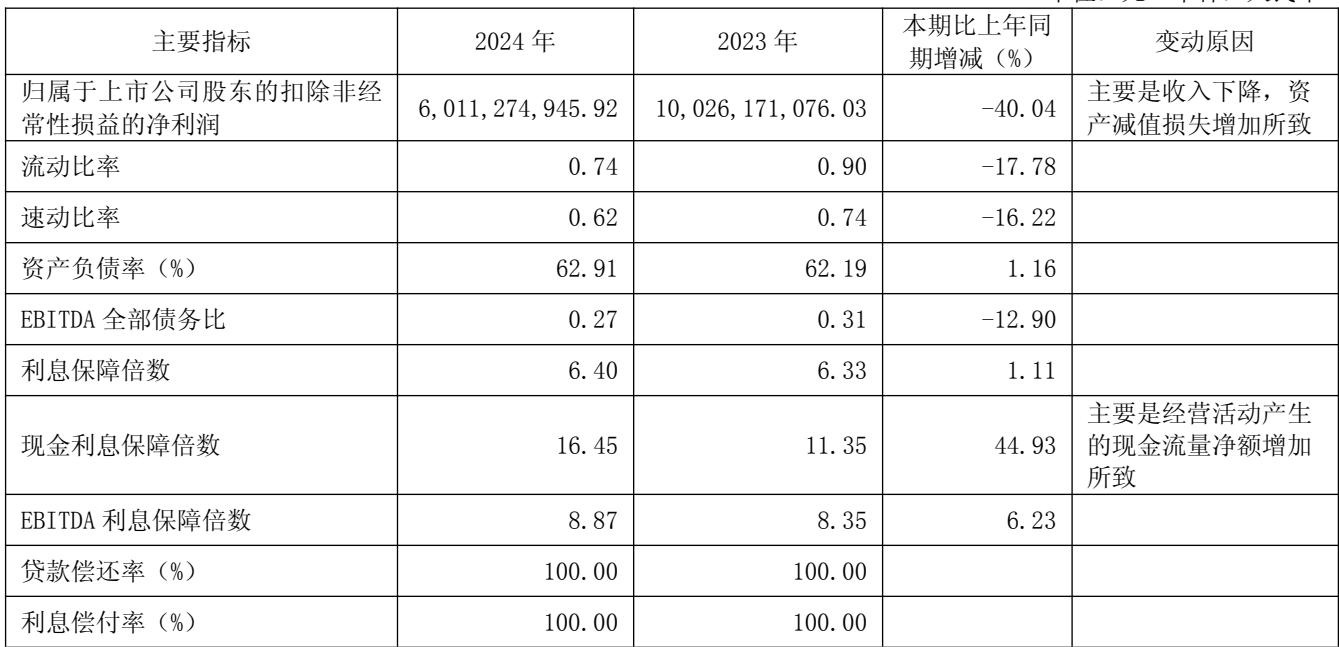 主要指标 2024 年 2023 年 本期比上年同期增减（%） 变动原因
归属于上市公司股东的扣除非经常性损益的净利润 6,011,274,945.92 10,026,171,076.03 -40.04 主要是收入下降，资产减值损失增加所致
流动比率 0.74 0.90 -17.78
速动比率 0.62 0.74 -16.22
资产负债率（%） 62.91 62.19 1.16
EBITDA 全部债务比 0.27 0.31 -12.90
利息保障倍数 6.40 6.33 1.11
现金利息保障倍数 16.45 11.35 44.93 主要是经营活动产生的现金流量净额增加所致
EBITDA 利息保障倍数 8.87 8.35 6.23
贷款偿还率（%） 100.00 100.00
利息偿付率（%） 100.00 100.00